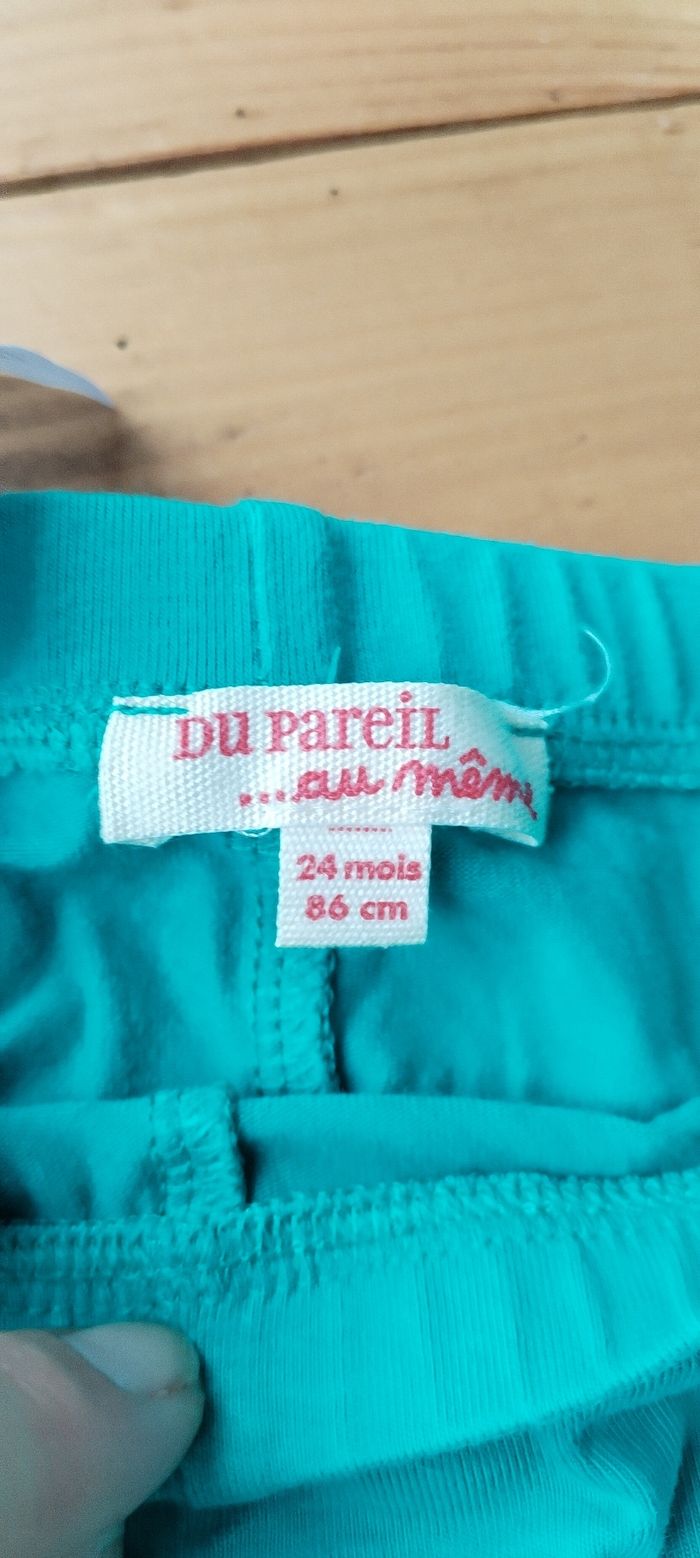 DU PareiL
...au même
24 mois
86 cm